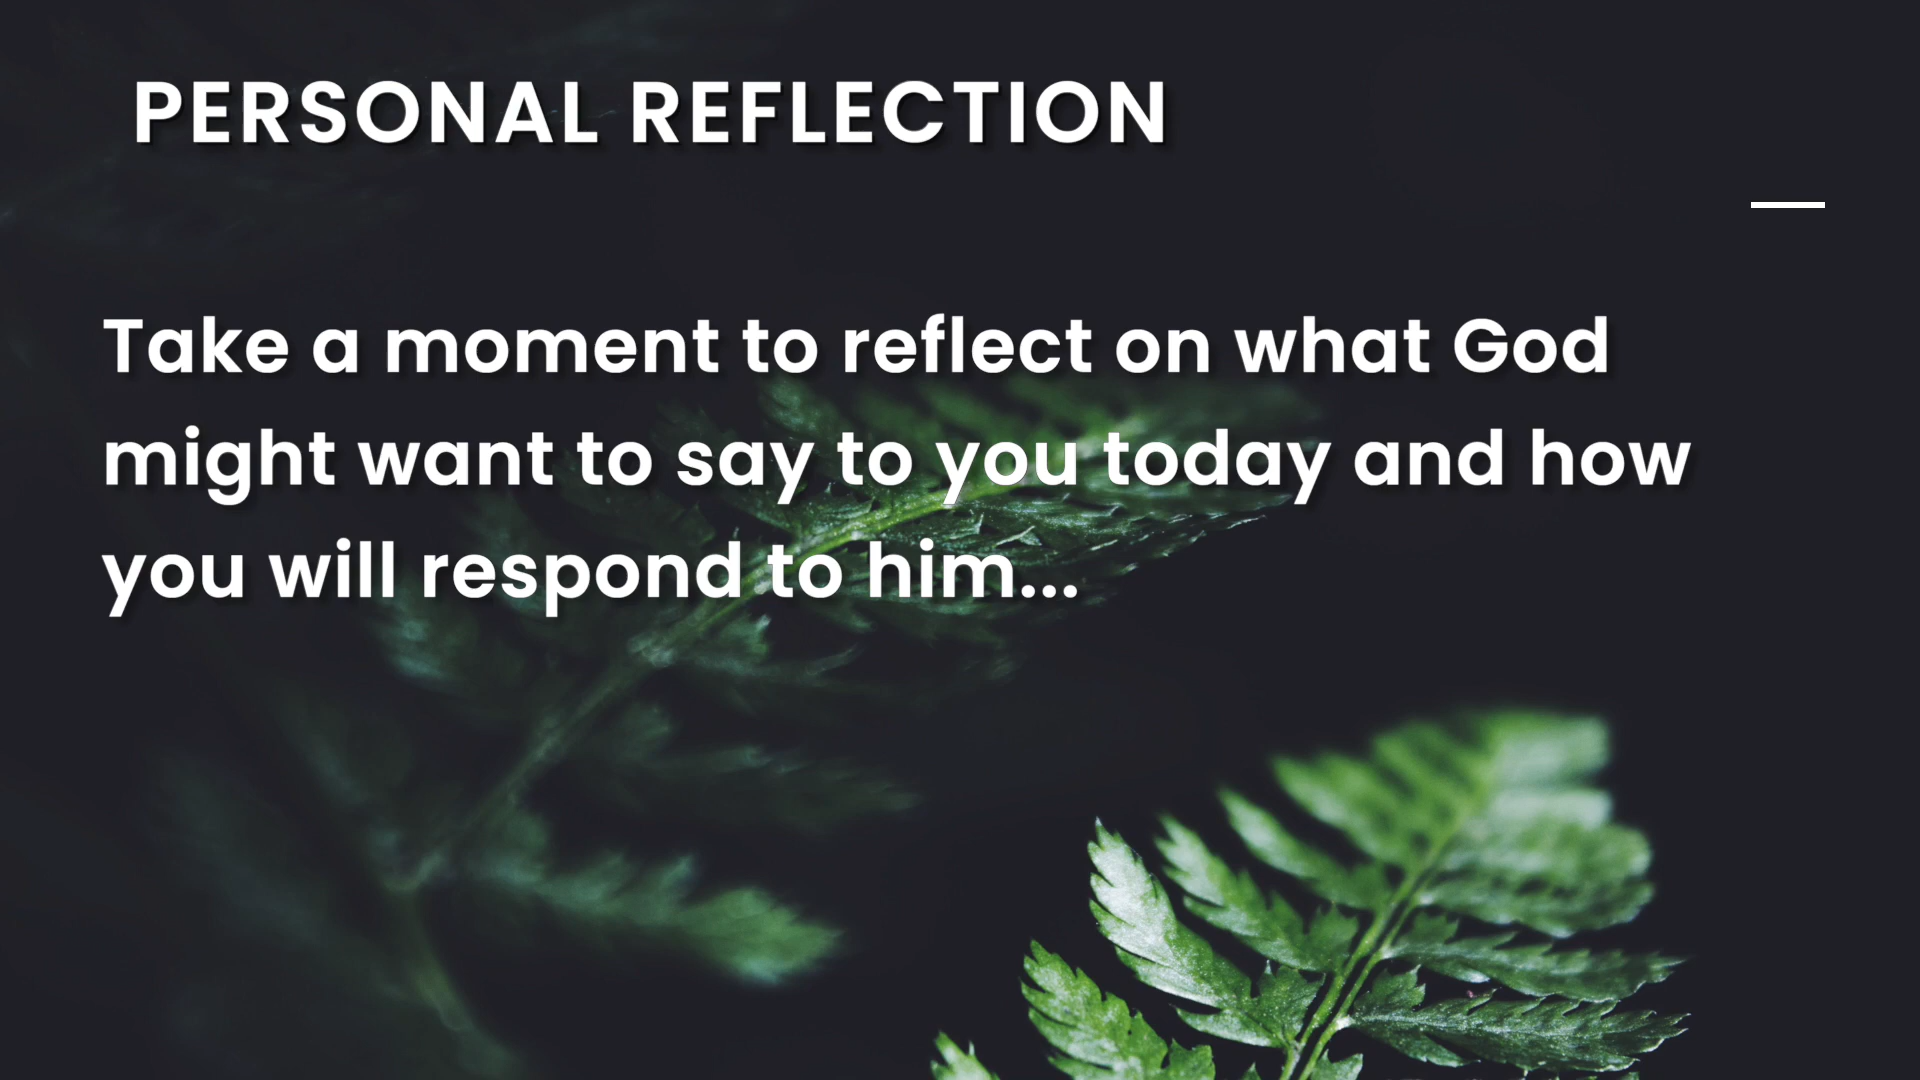 PERSONAL REFLECTION
Take a moment to reflect on what God
might want to say to you today and how
you will respond to him...